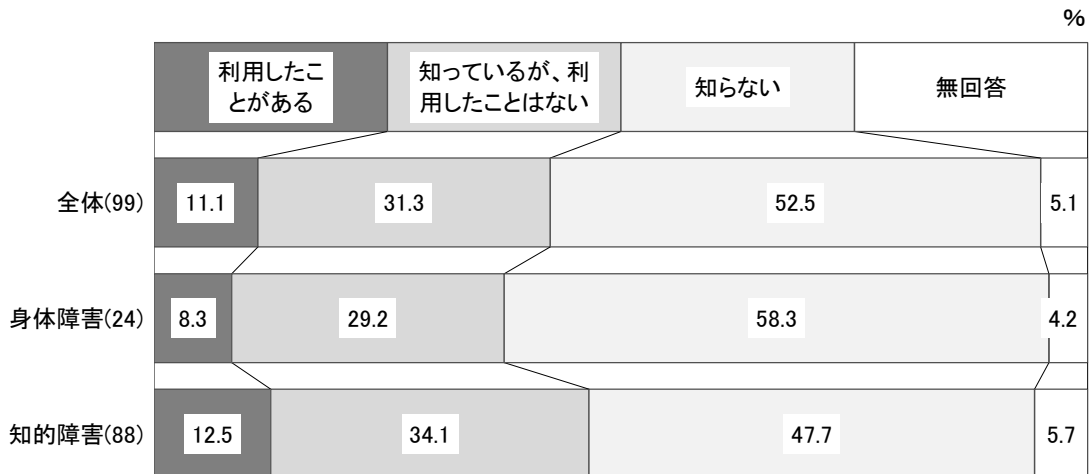 %
利用したこ
とがある
知っているが、利
用したことはない
知らない
無回答
全体(99)
11.1
31.3
52.5
5.1
身体障害(24)
8.3
29.2
58.3
4.2
知的障害(88)
12.5
34.1
47.7
5.7